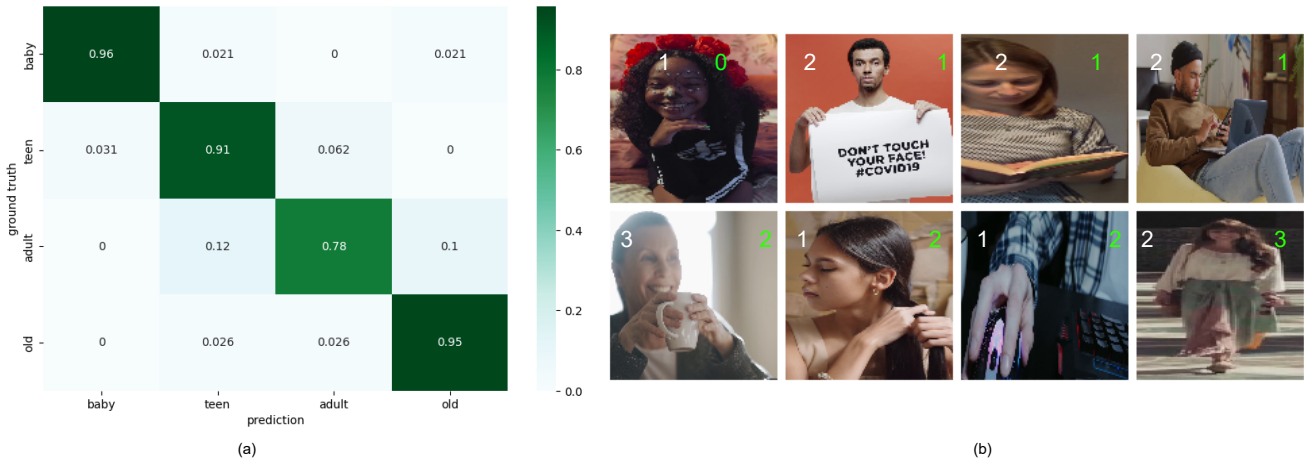 baby
0.96
0.021
0
0.021
teen
0.031
0.91
0.062
0
ground truth
adult
0
0.12
0.78
0.1
old
0
0.026
0.026
0.95
baby
teen
adult
old
prediction
0.8
0.6
0.4
0.2
0.0
(a)
1
0
2
1
DON'T TOUCH
YOUR FACE!
#COVID19
2
1
2
1
3
2
1
2
1
2
2
3
(b)